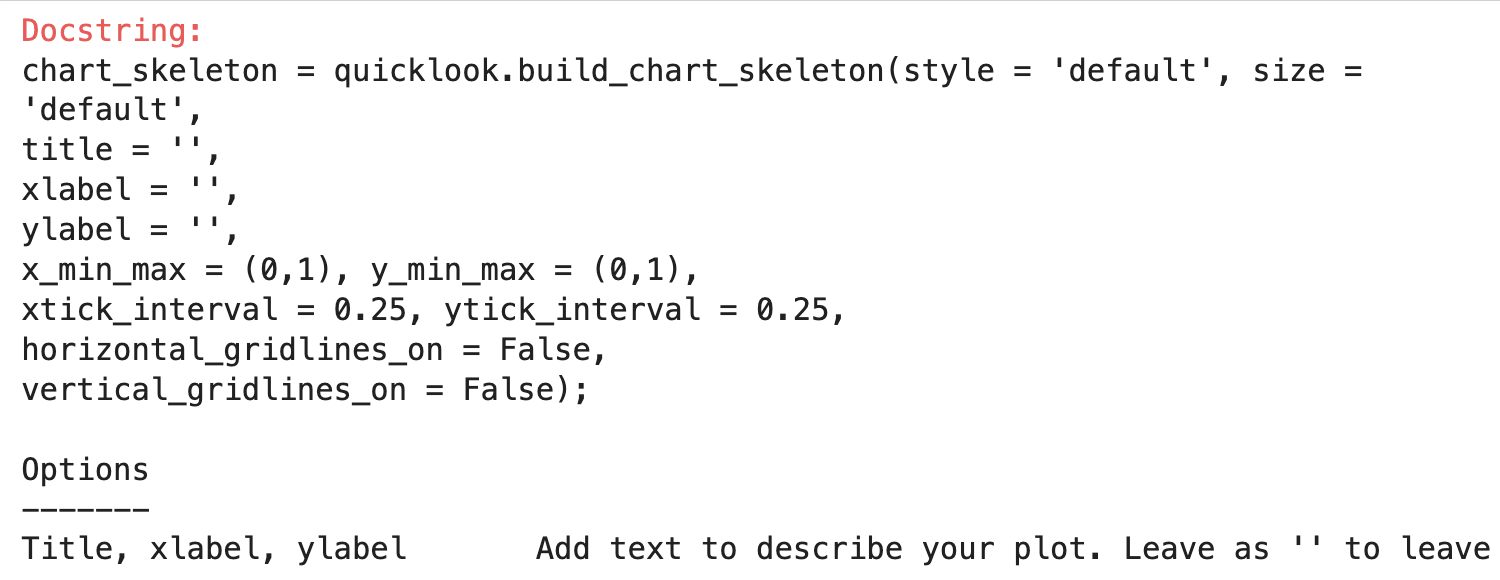 Docstring:
chart_skeleton = quicklook.build_chart_skeleton(style = 'default', size =
'default',
title = '',
xlabel = '',
ylabel = '',
x_min_max = (0,1), y_min_max = (0,1),
xtick_interval = 0.25, ytick_interval = 0.25,
horizontal_gridlines_on = False,
vertical_gridlines_on = False);
Options
-------
Title, xlabel, ylabel       Add text to describe your plot. Leave as '' to leave